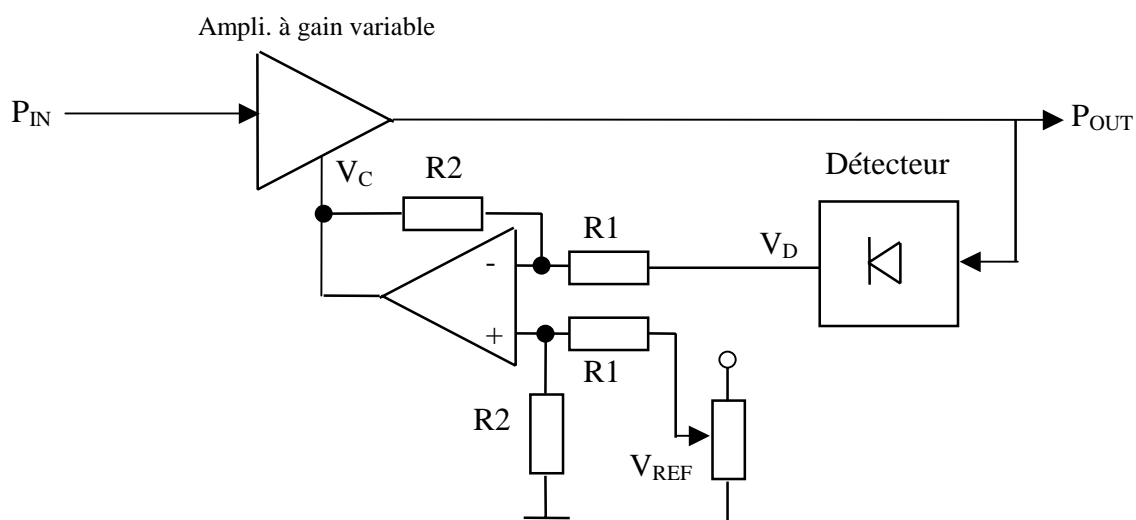 Ampli. à gain variable
P_IN
P_OUT
V_C
R2
Détecteur
R1
V_D
-
+
R1
R2
V_REF